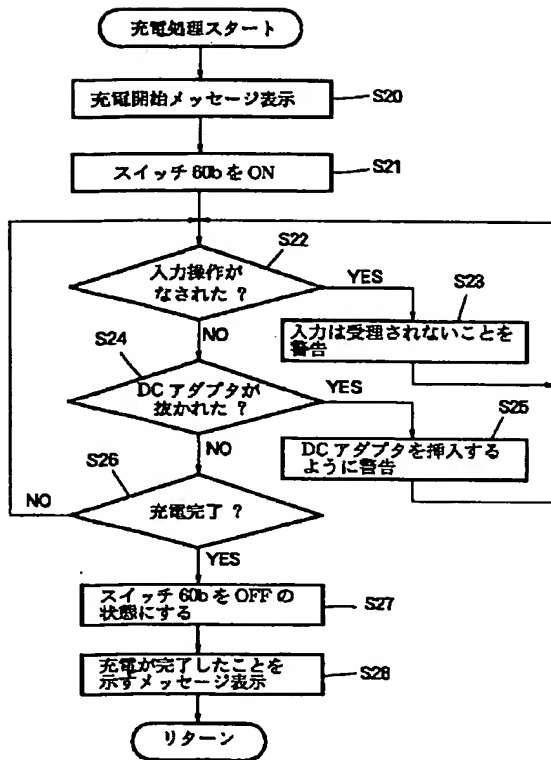 充電処理スタート
充電開始メッセージ表示
S20
スイッチ 60b を ON
S21
S22
入力操作が
なされた ?
YES
S23
NO
入力は受理されないことを
警告
S24
DC アダプタが
抜かれた ?
YES
S25
NO
DC アダプタを挿入する
ように警告
S26
NO
充電完了 ?
YES
スイッチ 60b を OFF の
状態にする
S27
充電が完了したことを
示すメッセージ表示
S28
リターン